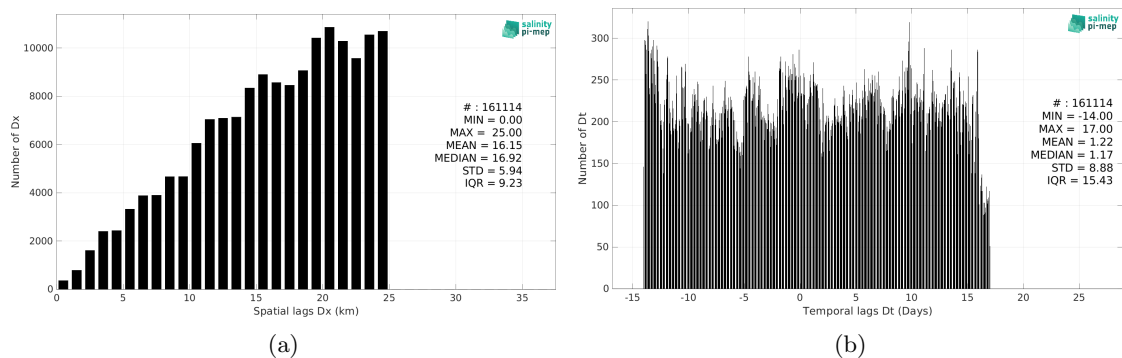 salinity
pi-mep
10000
8000
6000
4000
2000
0
Number of Dx
# : 161114
MIN = 0.00
MAX = 25.00
MEAN = 16.15
MEDIAN = 16.92
STD = 5.94
IQR = 9.23
0 5 10 15 20 25 30 35
Spatial lags Dx (km)
(a)
salinity
pi-mep
300
250
200
150
100
50
0
Number of Dt
# : 161114
MIN = -14.00
MAX = 17.00
MEAN = 1.22
MEDIAN = 1.17
STD = 8.88
IQR = 15.43
-15 -10 -5 0 5 10 15 20 25
Temporal lags Dt (Days)
(b)